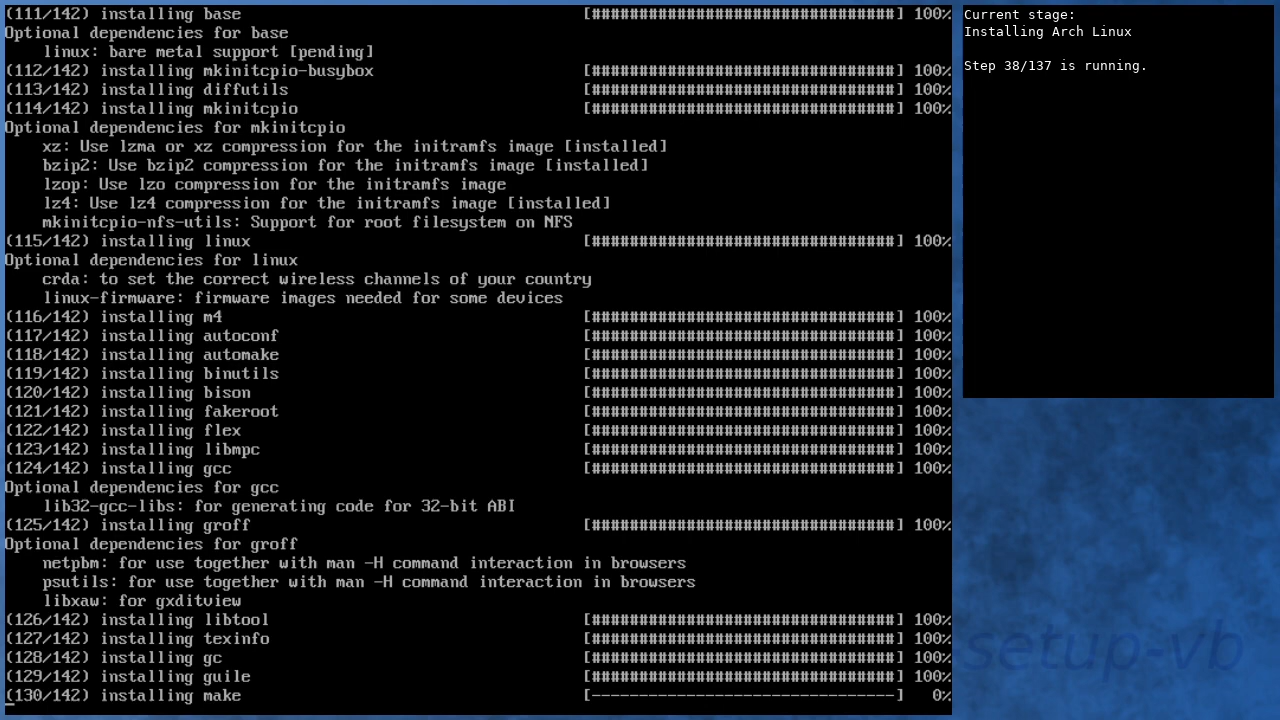 (111/142) installing base [################################] 100%
Optional dependencies for base
linux: bare metal support [pending]
(112/142) installing mkinitcpio-busybox [################################] 100%
(113/142) installing diffutils [################################] 100%
(114/142) installing mkinitcpio [################################] 100%
Optional dependencies for mkinitcpio
xz: Use lzma or xz compression for the initramfs image [installed]
bzip2: Use bzip2 compression for the initramfs image [installed]
lzop: Use lzo compression for the initramfs image
lz4: Use lz4 compression for the initramfs image [installed]
mkinitcpio-nfs-utils: Support for root filesystem on NFS
(115/142) installing linux [################################] 100%
Optional dependencies for linux
crda: to set the correct wireless channels of your country
linux-firmware: firmware images needed for some devices
(116/142) installing m4 [################################] 100%
(117/142) installing autoconf [################################] 100%
(118/142) installing automake [################################] 100%
(119/142) installing binutils [################################] 100%
(120/142) installing bison [################################] 100%
(121/142) installing fakeroot [################################] 100%
(122/142) installing flex [################################] 100%
(123/142) installing libmpc [################################] 100%
(124/142) installing gcc [################################] 100%
Optional dependencies for gcc
lib32-gcc-libs: for generating code for 32-bit ABI
(125/142) installing groff [################################] 100%
Optional dependencies for groff
netpbm: for use together with man -H command interaction in browsers
psutils: for use together with man -H command interaction in browsers
libxaw: for gxditview
(126/142) installing libtool [################################] 100%
(127/142) installing texinfo [################################] 100%
(128/142) installing gc [################################] 100%
(129/142) installing guile [################################] 100%
(130/142) installing make [--------------------------------] 0%
Current stage:
Installing Arch Linux
Step 38/137 is running.
setup-vb